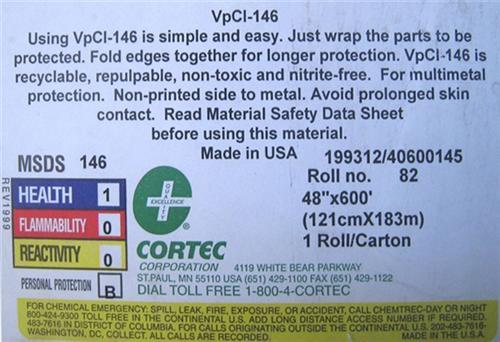 VpCI-146
Using VpCI-146 is simple and easy. Just wrap the parts to be
protected. Fold edges together for longer protection. VpCI-146 is
recyclable, repulpable, non-toxic and nitrite-free. For multimetal
protection. Non-printed side to metal. Avoid prolonged skin
contact. Read Material Safety Data Sheet
before using this material.
Made in USA 199312/40600145
MSDS 146
Roll no. 82
48"x600'
(121cmX183m)
1 Roll/Carton
REV1999
HEALTH 1
FLAMMABILITY 0
REACTIVITY 0
PERSONAL PROTECTION B
QUALITY
EXCELLENCE
®
CORTEC
CORPORATION 4119 WHITE BEAR PARKWAY
ST.PAUL, MN 55110 USA (651) 429-1100 FAX (651) 429-1122
DIAL TOLL FREE 1-800-4-CORTEC
FOR CHEMICAL EMERGENCY: SPILL, LEAK, FIRE, EXPOSURE, OR ACCIDENT, CALL CHEMTREC-DAY OR NIGHT
800-424-9300 TOLL FREE IN THE CONTINENTAL U.S. ADD LONG DISTANCE ACCESS NUMBER IF REQUIRED.
483-7616 IN DISTRICT OF COLUMBIA. FOR CALLS ORIGINATING OUTSIDE THE CONTINENTAL U.S. 202-483-7616-
WASHINGTON, DC, COLLECT. ALL CALLS ARE RECORDED. MADE IN THE U.S.A.